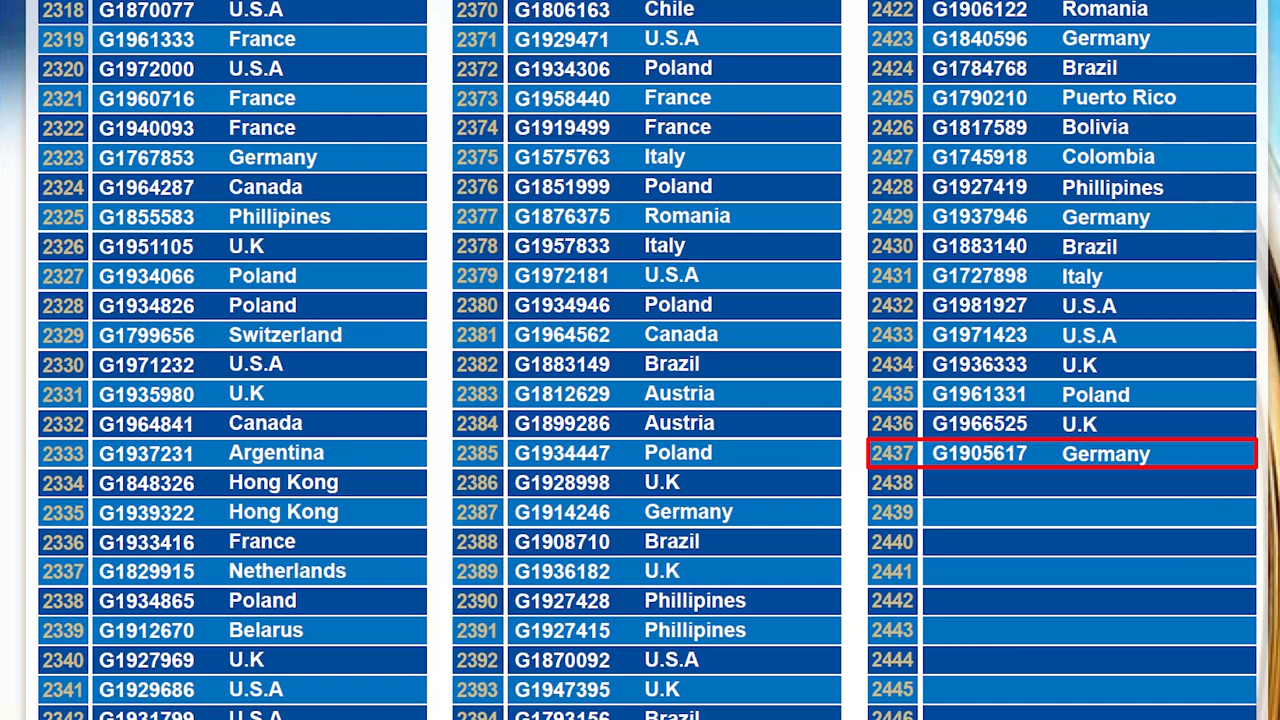 2318 G1870077 U.S.A
2319 G1961333 France
2320 G1972000 U.S.A
2321 G1960716 France
2322 G1940093 France
2323 G1767853 Germany
2324 G1964287 Canada
2325 G1855583 Phillipines
2326 G1951105 U.K
2327 G1934066 Poland
2328 G1934826 Poland
2329 G1799656 Switzerland
2330 G1971232 U.S.A
2331 G1935980 U.K
2332 G1964841 Canada
2333 G1937231 Argentina
2334 G1848326 Hong Kong
2335 G1939322 Hong Kong
2336 G1933416 France
2337 G1829915 Netherlands
2338 G1934865 Poland
2339 G1912670 Belarus
2340 G1927969 U.K
2341 G1929686 U.S.A
2342 G1931799 U.S.A
2370 G1806163 Chile
2371 G1929471 U.S.A
2372 G1934306 Poland
2373 G1958440 France
2374 G1919499 France
2375 G1575763 Italy
2376 G1851999 Poland
2377 G1876375 Romania
2378 G1957833 Italy
2379 G1972181 U.S.A
2380 G1934946 Poland
2381 G1964562 Canada
2382 G1883149 Brazil
2383 G1812629 Austria
2384 G1899286 Austria
2385 G1934447 Poland
2386 G1928998 U.K
2387 G1914246 Germany
2388 G1908710 Brazil
2389 G1936182 U.K
2390 G1927428 Phillipines
2391 G1927415 Phillipines
2392 G1870092 U.S.A
2393 G1947395 U.K
2394 G1793156 Brazil
2422 G1906122 Romania
2423 G1840596 Germany
2424 G1784768 Brazil
2425 G1790210 Puerto Rico
2426 G1817589 Bolivia
2427 G1745918 Colombia
2428 G1927419 Phillipines
2429 G1937946 Germany
2430 G1883140 Brazil
2431 G1727898 Italy
2432 G1981927 U.S.A
2433 G1971423 U.S.A
2434 G1936333 U.K
2435 G1961331 Poland
2436 G1966525 U.K
2437 G1905617 Germany
2438
2439
2440
2441
2442
2443
2444
2445
2446